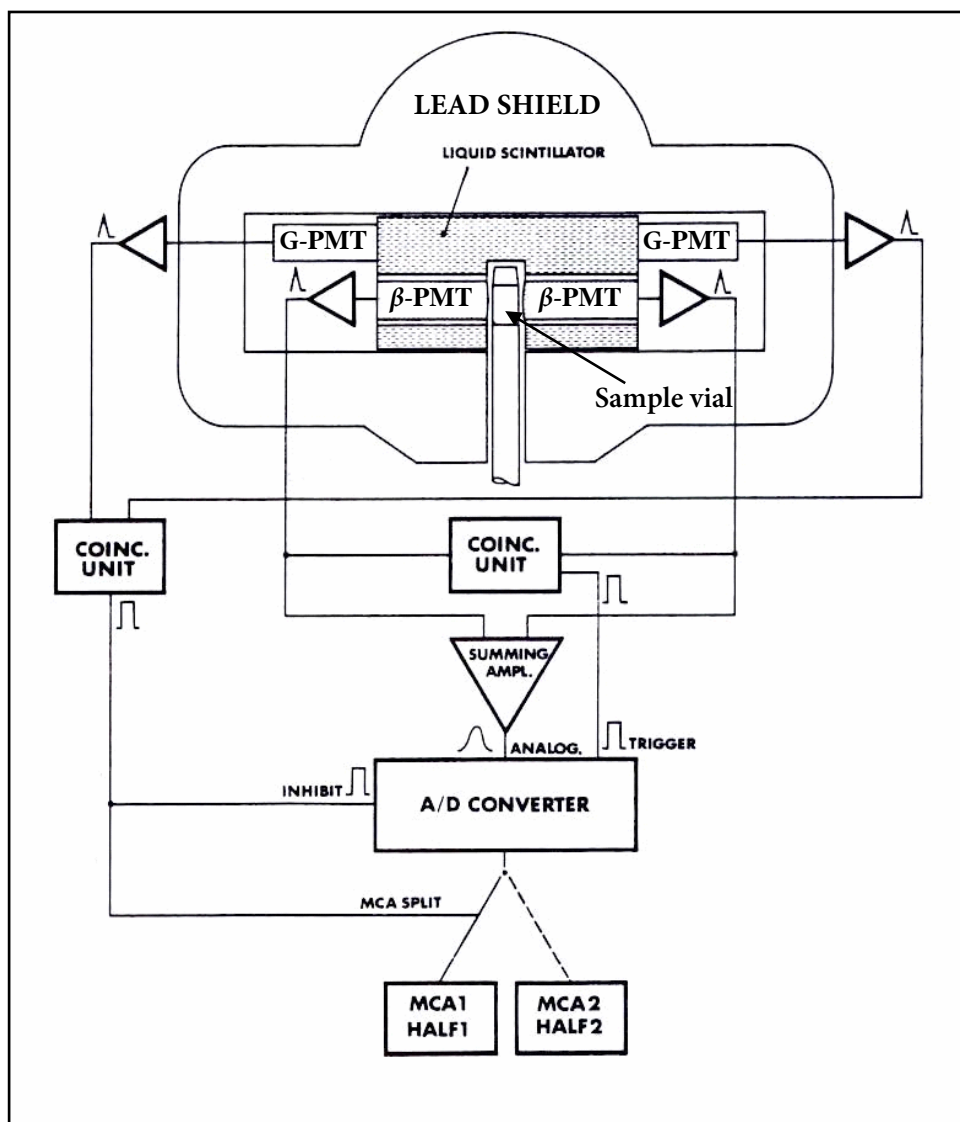 LEAD SHIELD
LIQUID SCINTILLATOR
G-PMT
G-PMT
β-PMT
β-PMT
Sample vial
COINC.
UNIT
COINC.
UNIT
SUMMING
AMPL.
ANALOG.
TRIGGER
INHIBIT
A/D CONVERTER
MCA SPLIT
MCA1
HALF1
MCA2
HALF2